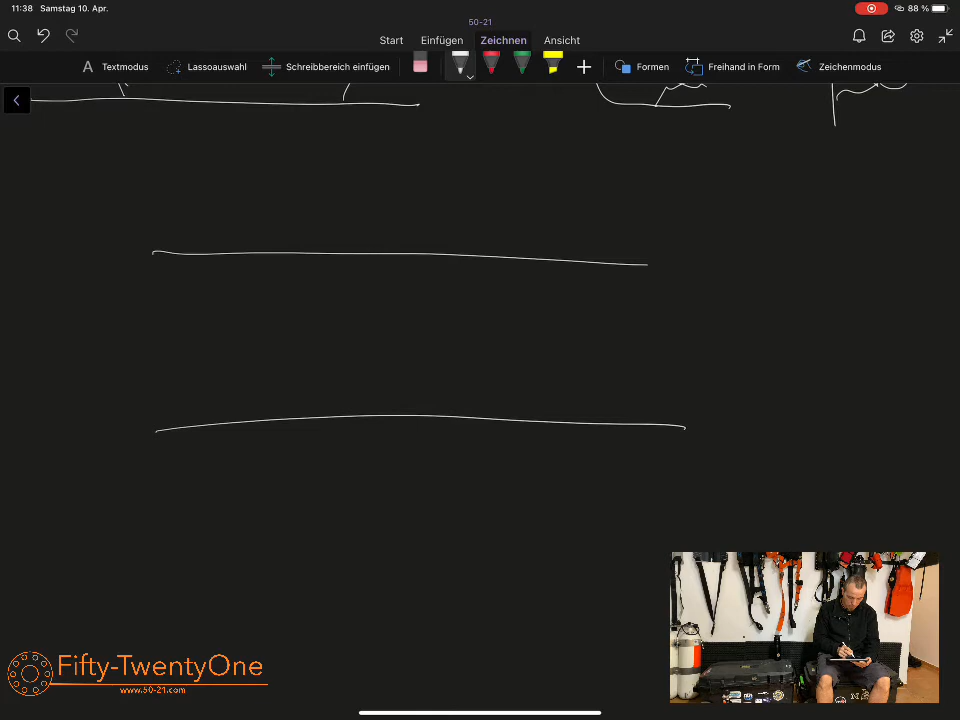 11:38 Samstag 10. Apr.
88 %
50-21
Start Einfügen Zeichnen Ansicht
A Textmodus Lassoauswahl Schreibbereich einfügen Formen Freihand in Form Zeichenmodus
Fifty-TwentyOne
www.50-21.com